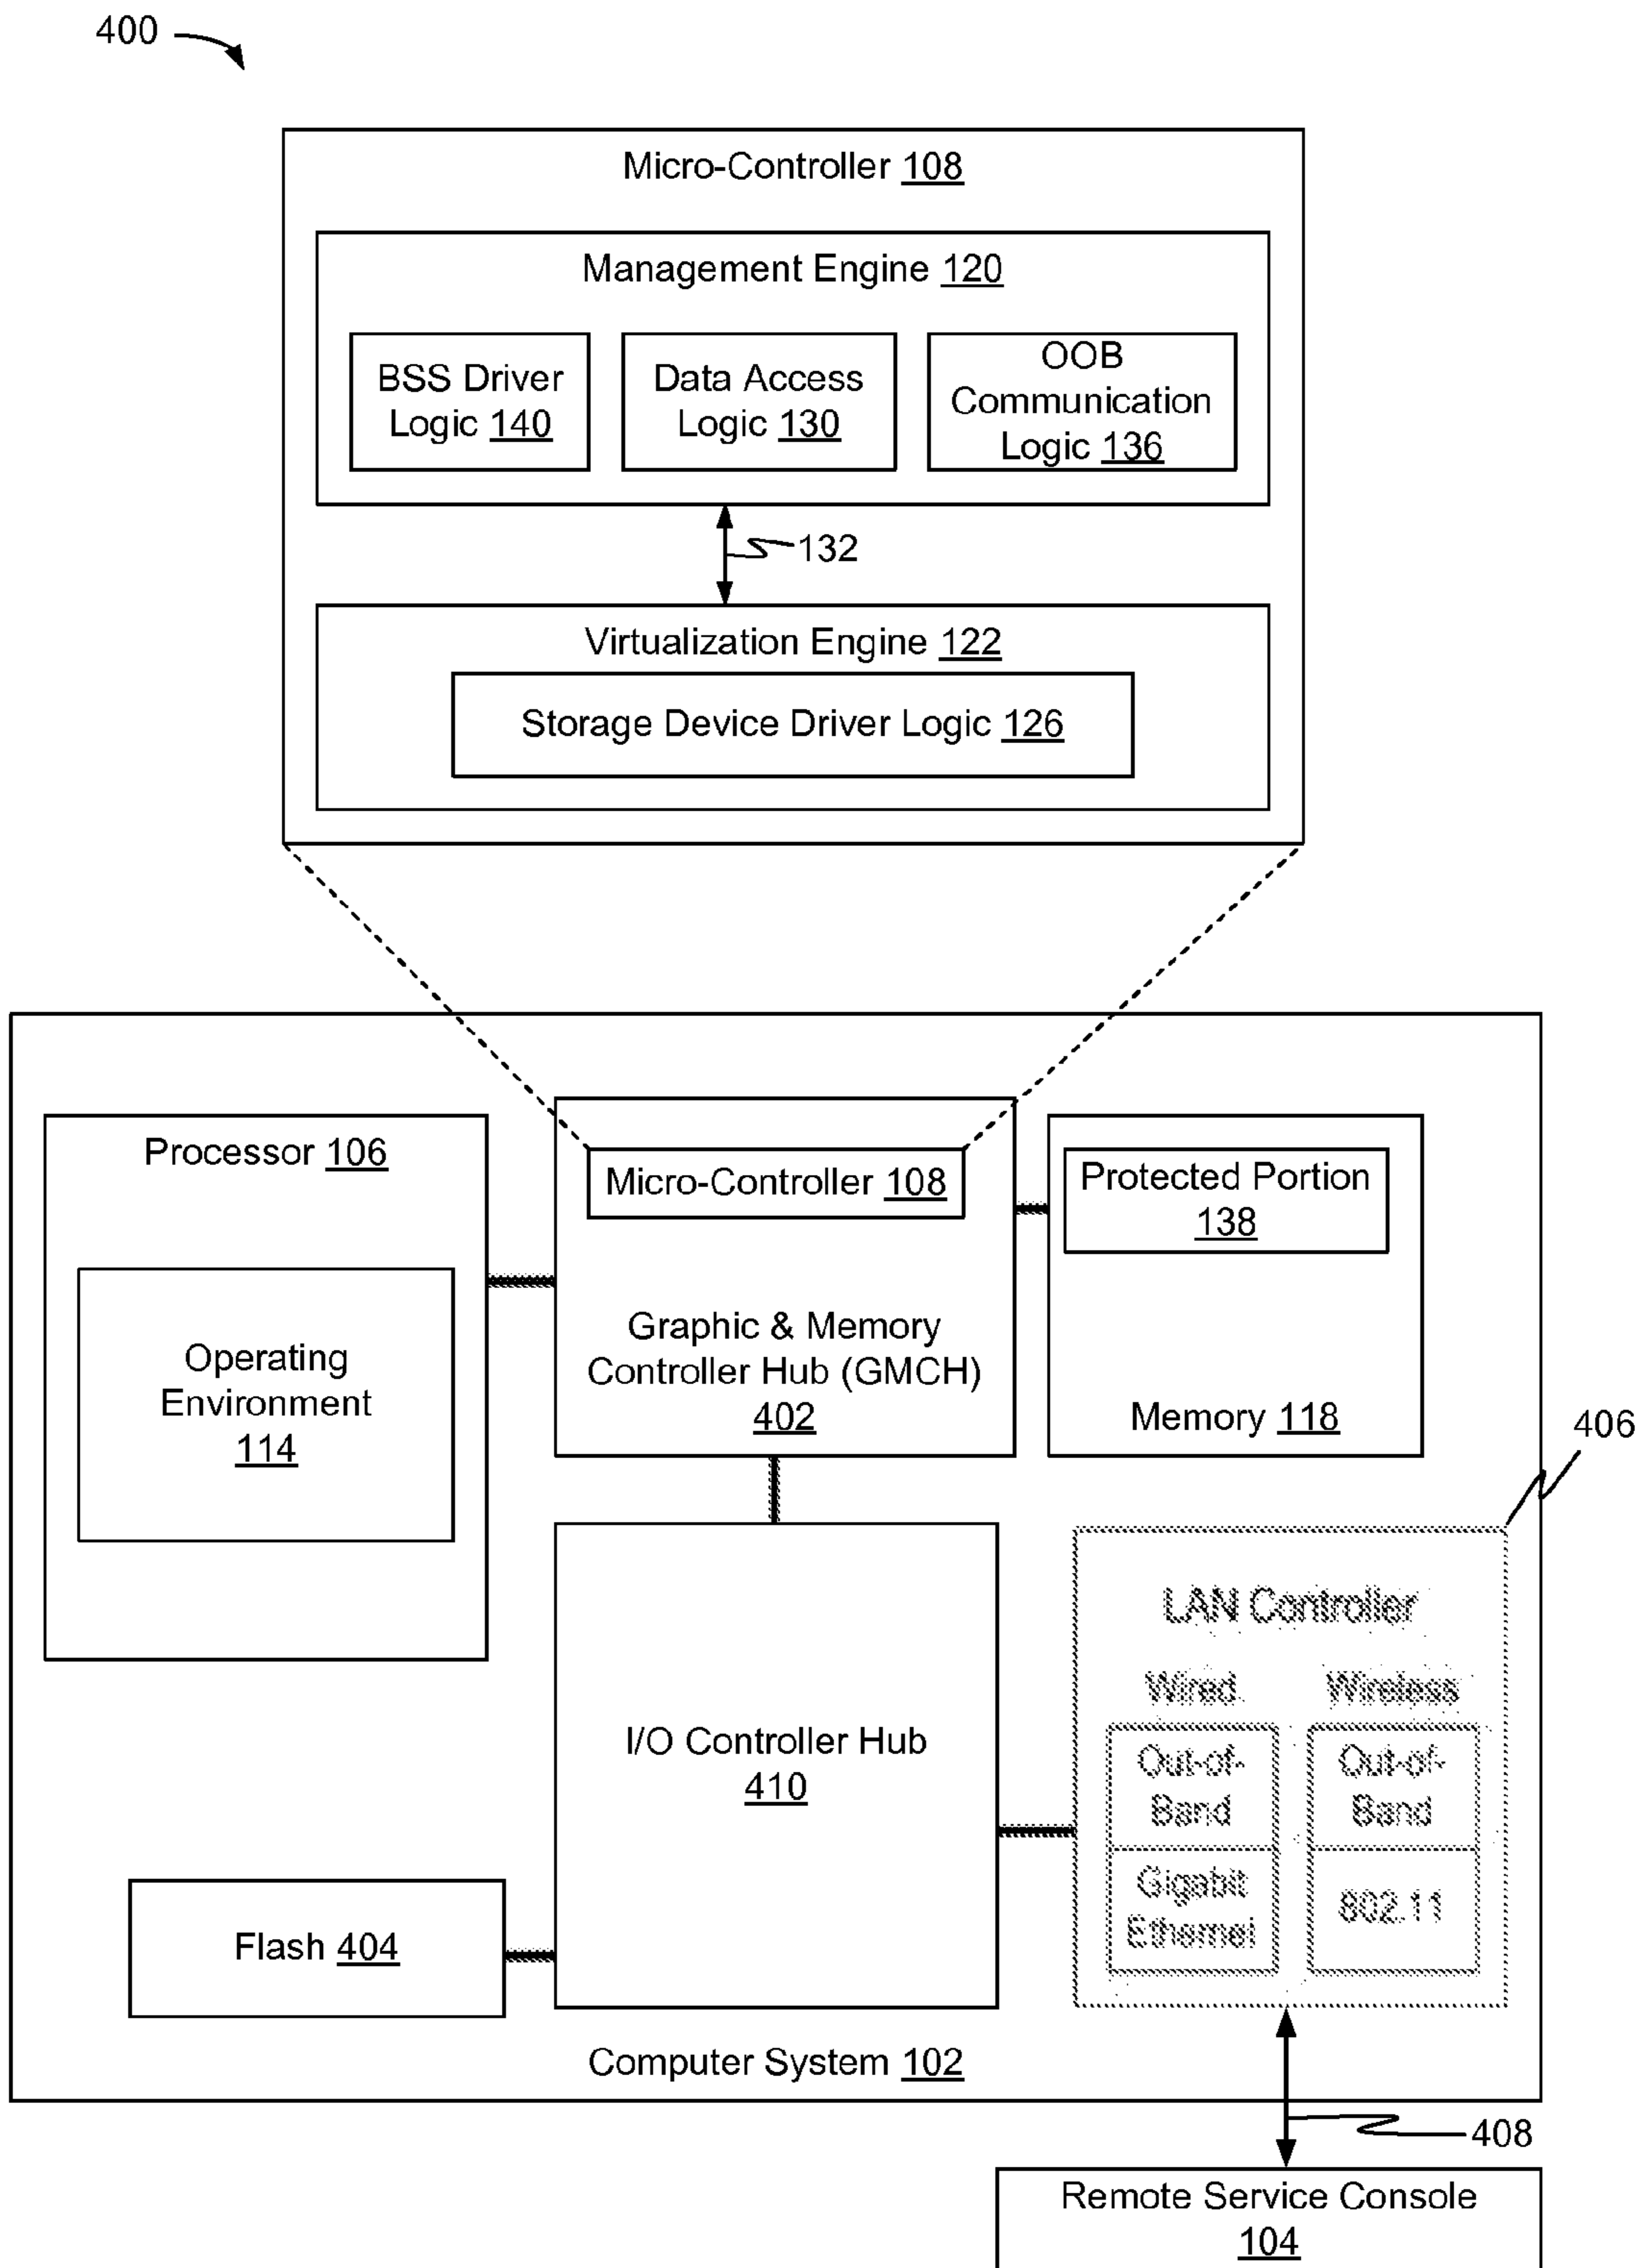 400
Micro-Controller 108
Management Engine 120
BSS Driver
Logic 140
Data Access
Logic 130
OOB
Communication
Logic 136
132
Virtualization Engine 122
Storage Device Driver Logic 126
Processor 106
Operating
Environment
114
Micro-Controller 108
Graphic & Memory
Controller Hub (GMCH)
402
Protected Portion
138
Memory 118
406
I/O Controller Hub
410
LAN Controller
Wired
Wireless
Out-of-
Band
Gigabit
Ethernet
Out-of-
Band
802.11
Flash 404
Computer System 102
408
Remote Service Console
104